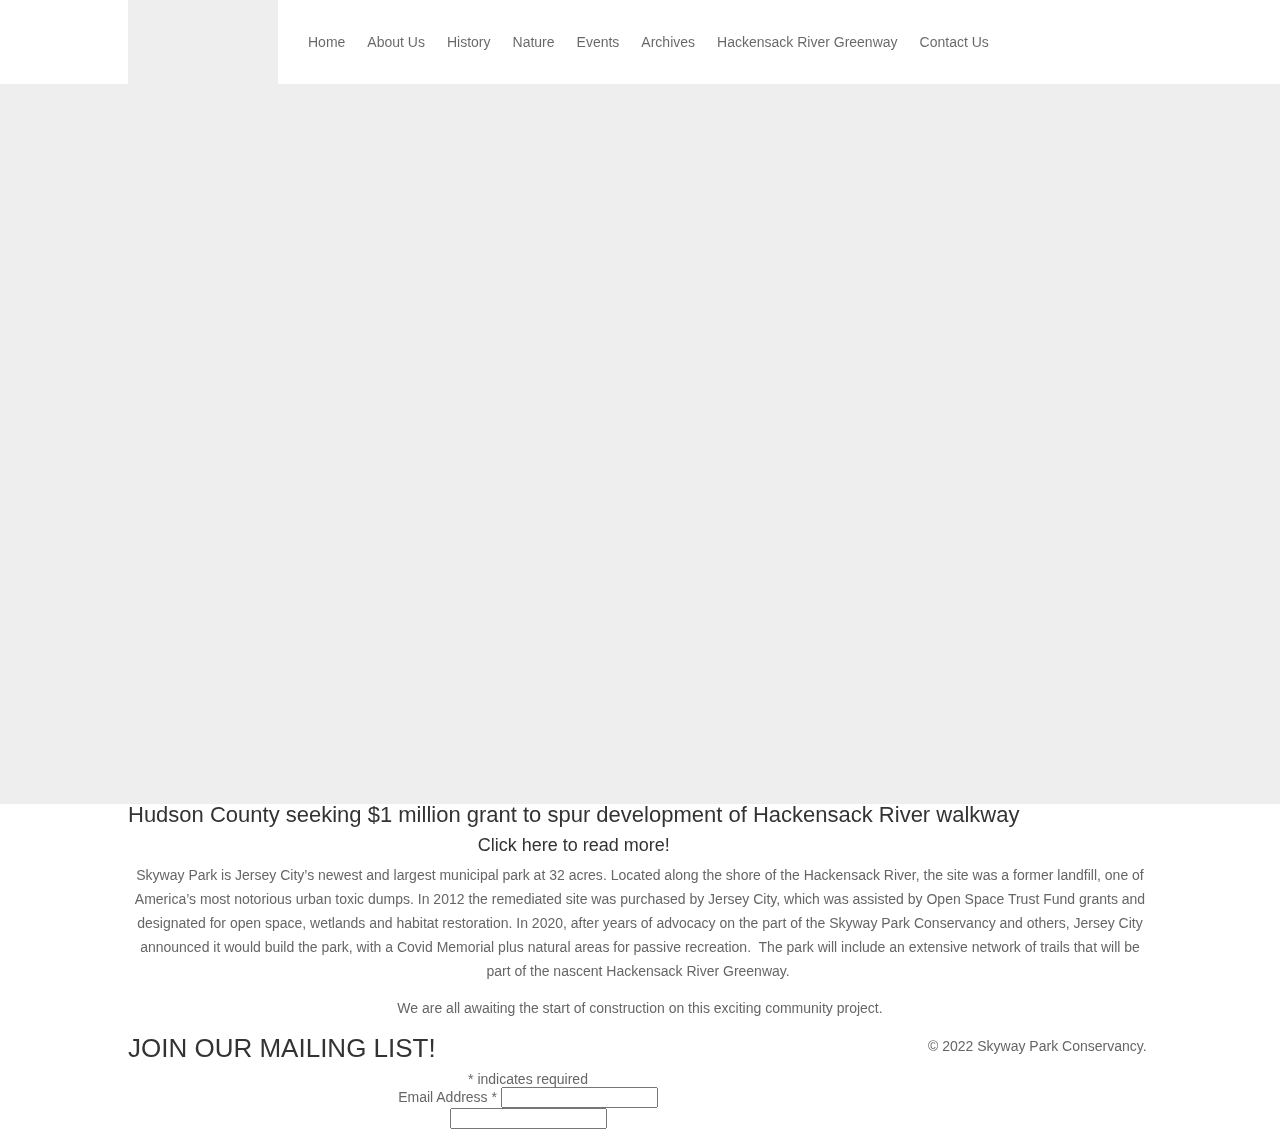 Home About Us History Nature Events Archives Hackensack River Greenway Contact Us
Hudson County seeking $1 million grant to spur development of Hackensack River walkway
Click here to read more!
Skyway Park is Jersey City’s newest and largest municipal park at 32 acres. Located along the shore of the Hackensack River, the site was a former landfill, one of
America’s most notorious urban toxic dumps. In 2012 the remediated site was purchased by Jersey City, which was assisted by Open Space Trust Fund grants and
designated for open space, wetlands and habitat restoration. In 2020, after years of advocacy on the part of the Skyway Park Conservancy and others, Jersey City
announced it would build the park, with a Covid Memorial plus natural areas for passive recreation.  The park will include an extensive network of trails that will be
part of the nascent Hackensack River Greenway.
We are all awaiting the start of construction on this exciting community project.
JOIN OUR MAILING LIST!
© 2022 Skyway Park Conservancy.
* indicates required
Email Address *